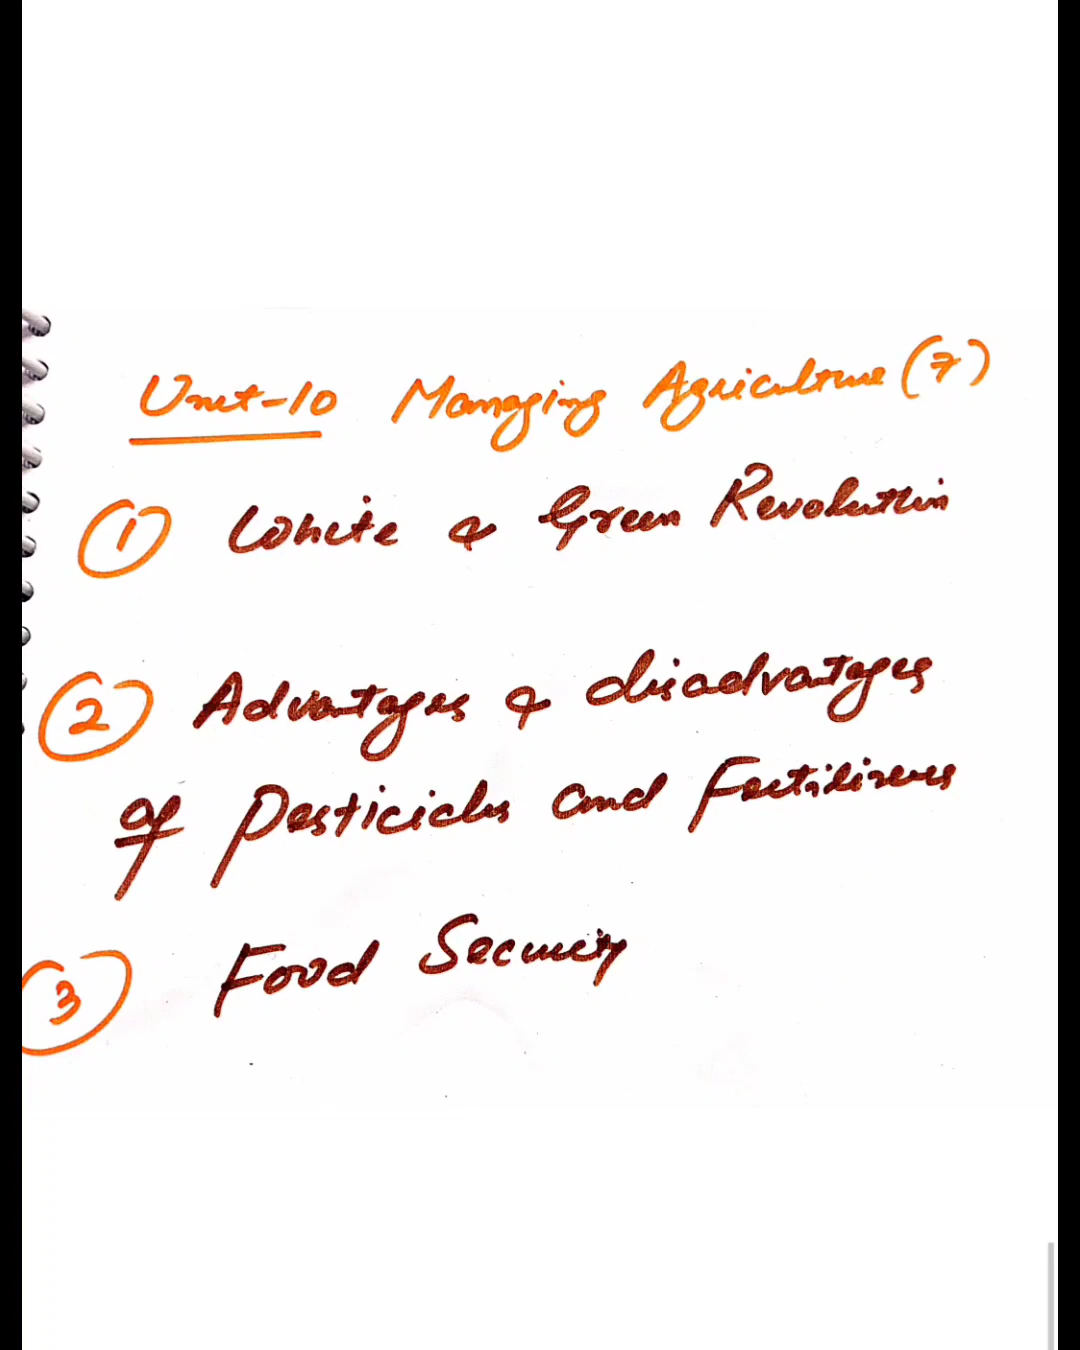 Unit-10 Managing Agriculture (7)
① White & Green Revolution
② Advantages & disadvantages
of Pesticides and Fertilizers
③ Food Security